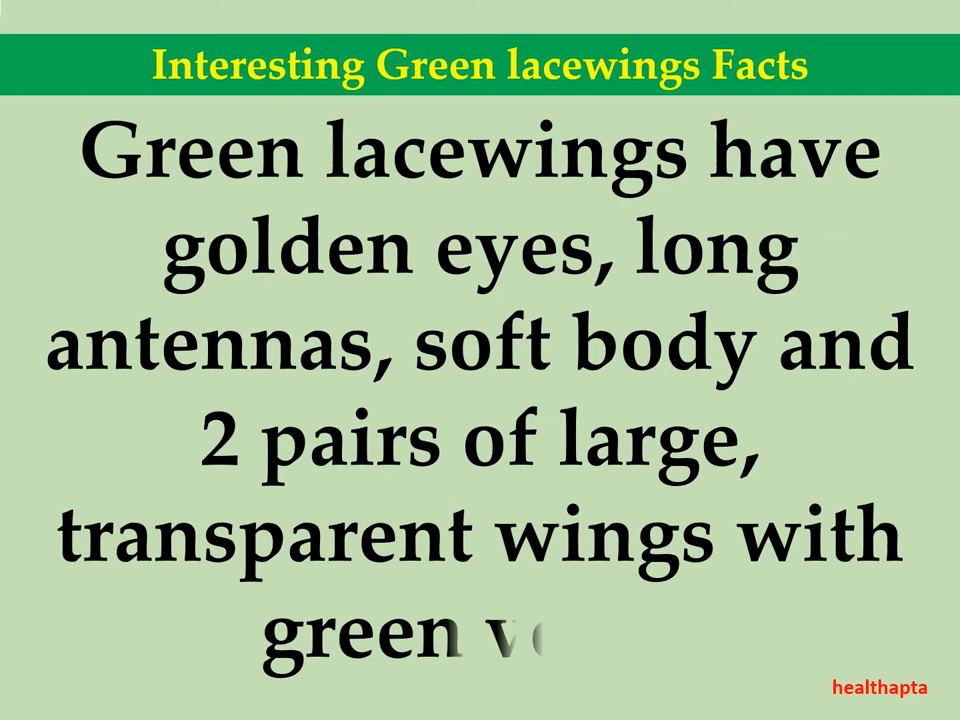 Interesting Green lacewings Facts
Green lacewings have
golden eyes, long
antennas, soft body and
2 pairs of large,
transparent wings with
green
healthapta